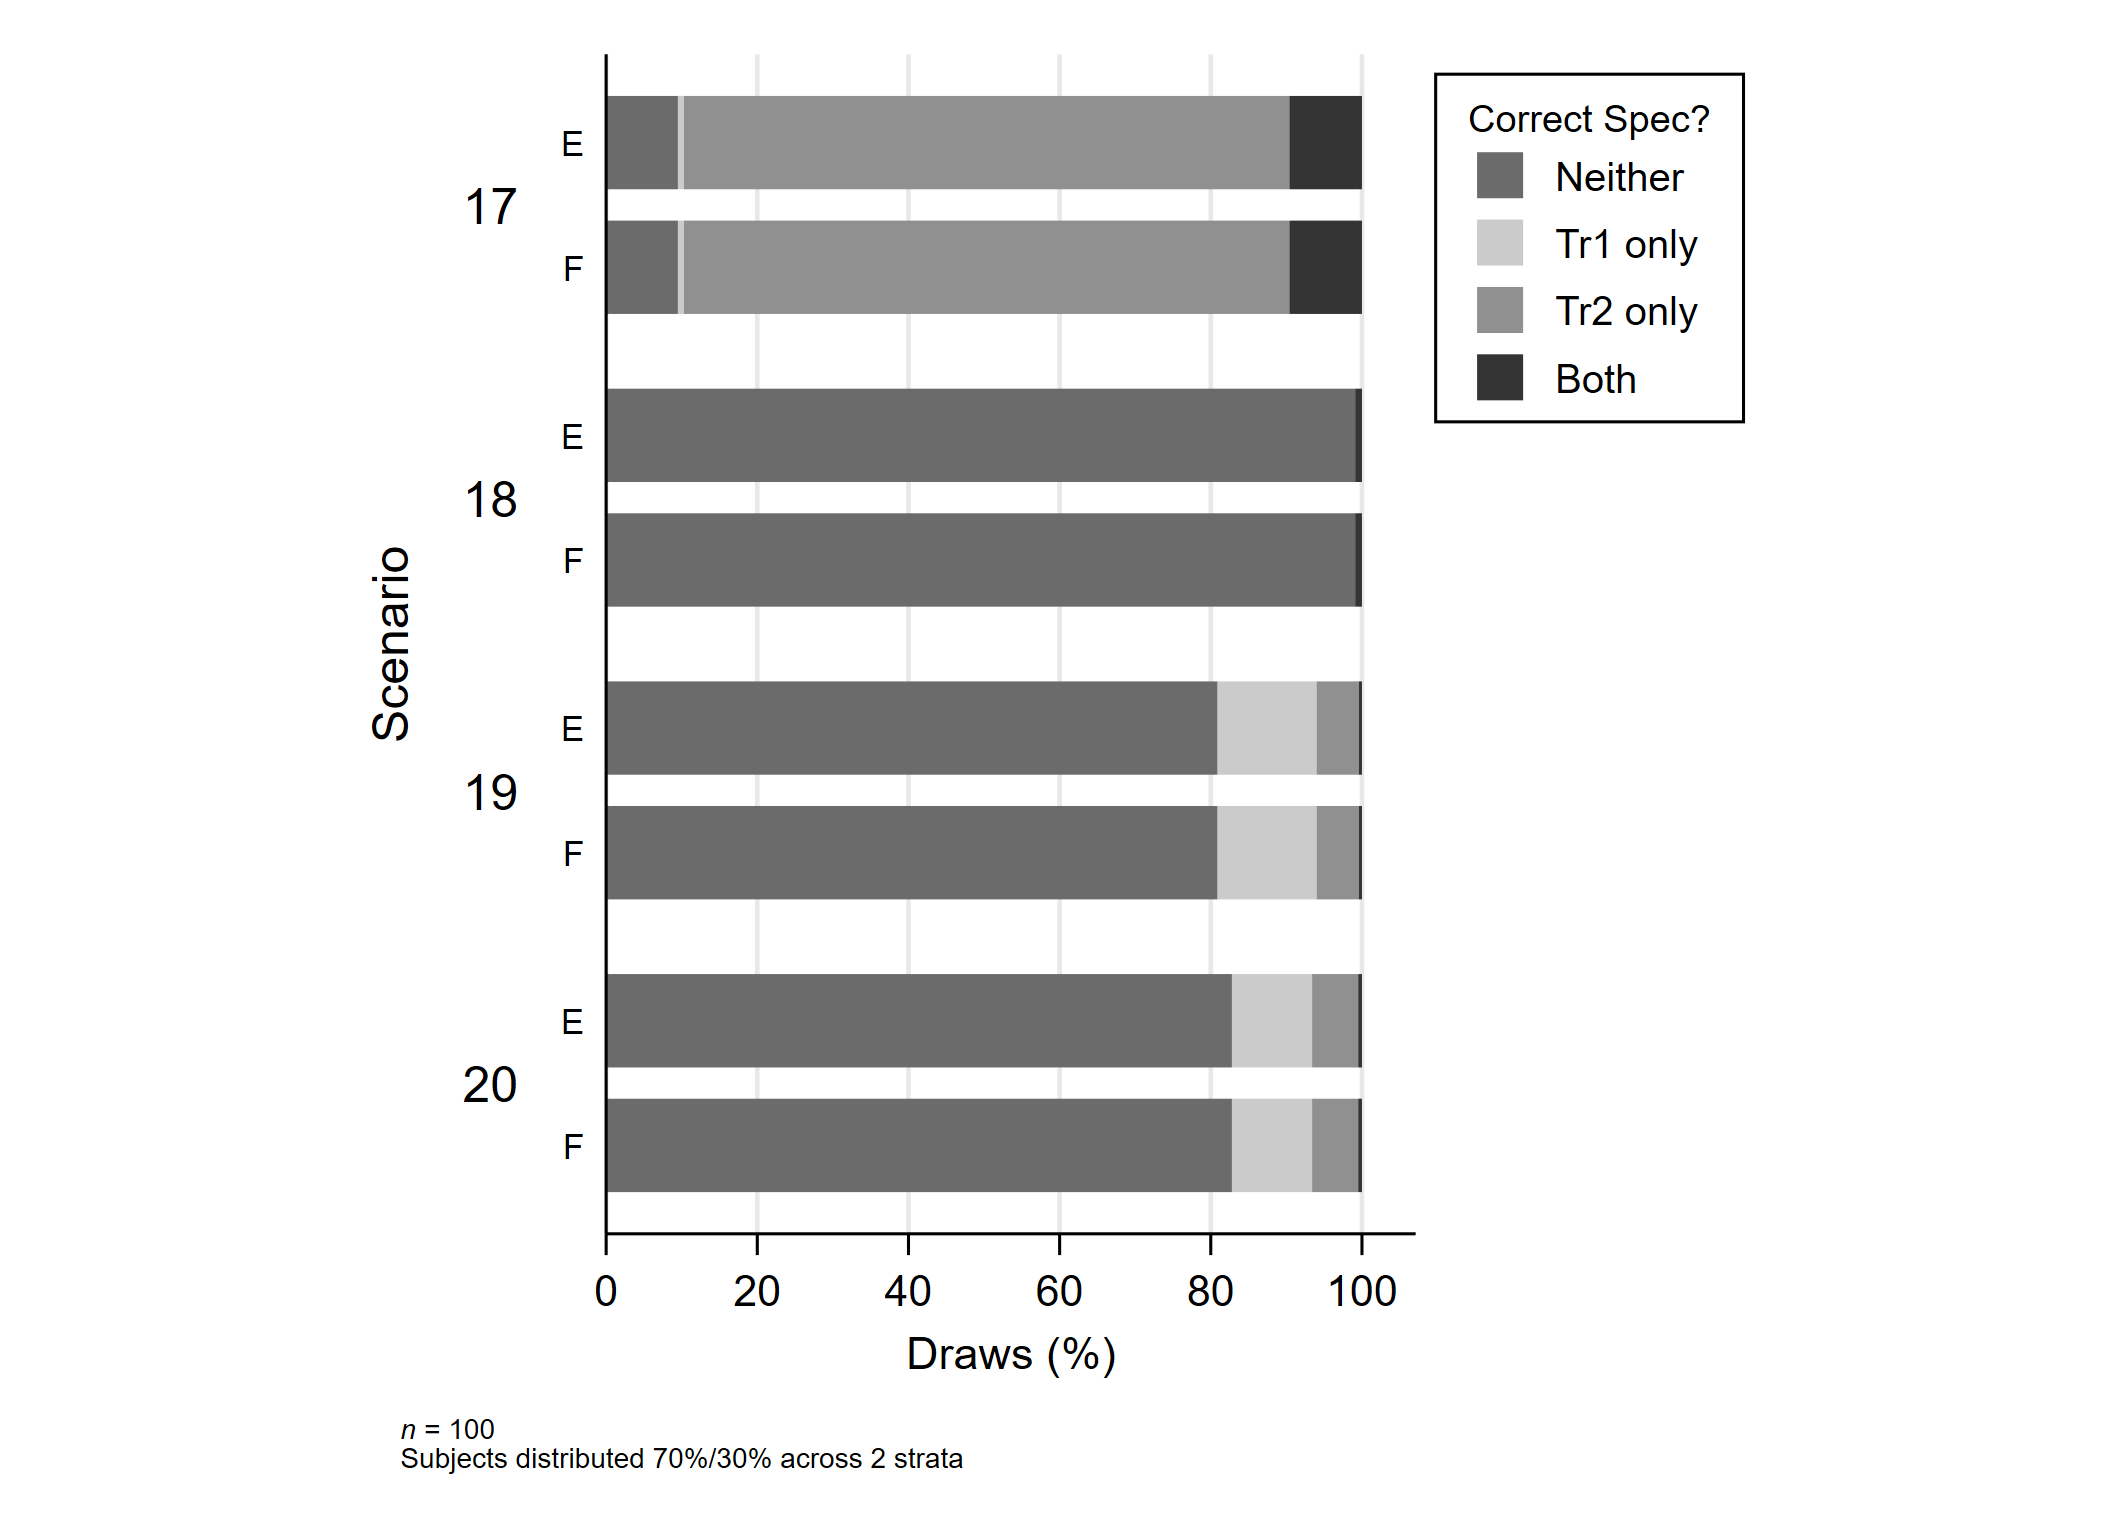 Correct Spec?
Neither
Tr1 only
Tr2 only
Both
Scenario
17
E
F
18
E
F
19
E
F
20
E
F
0 20 40 60 80 100
Draws (%)
n = 100
Subjects distributed 70%/30% across 2 strata